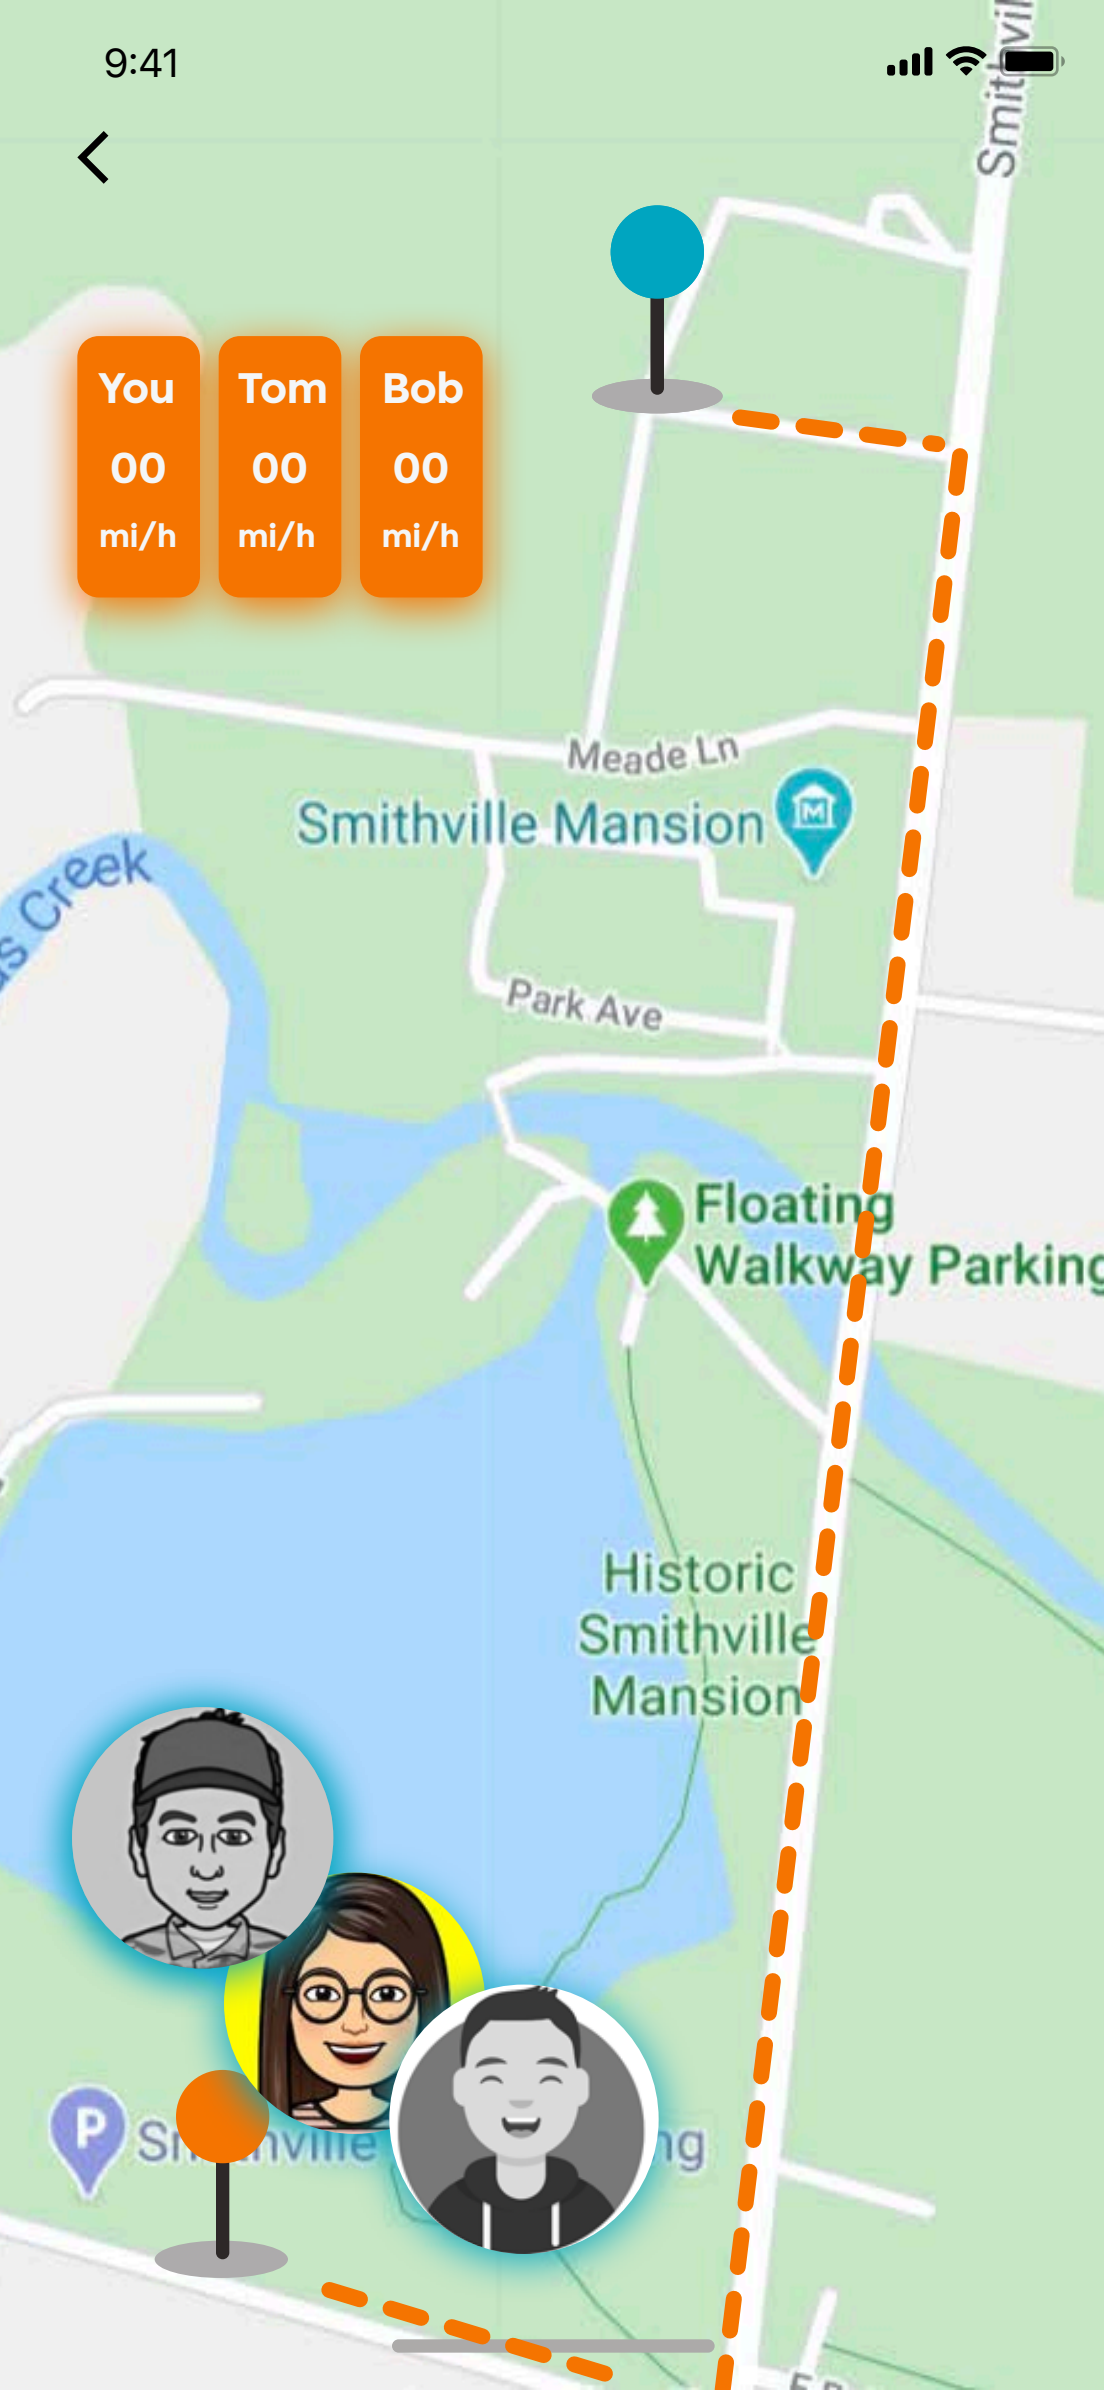 9:41
You
00
mi/h
Tom
00
mi/h
Bob
00
mi/h
Meade Ln
Smithville Mansion
M
Creek
Park Ave
Floating
Walkway Parking
Historic
Smithville
Mansion
P